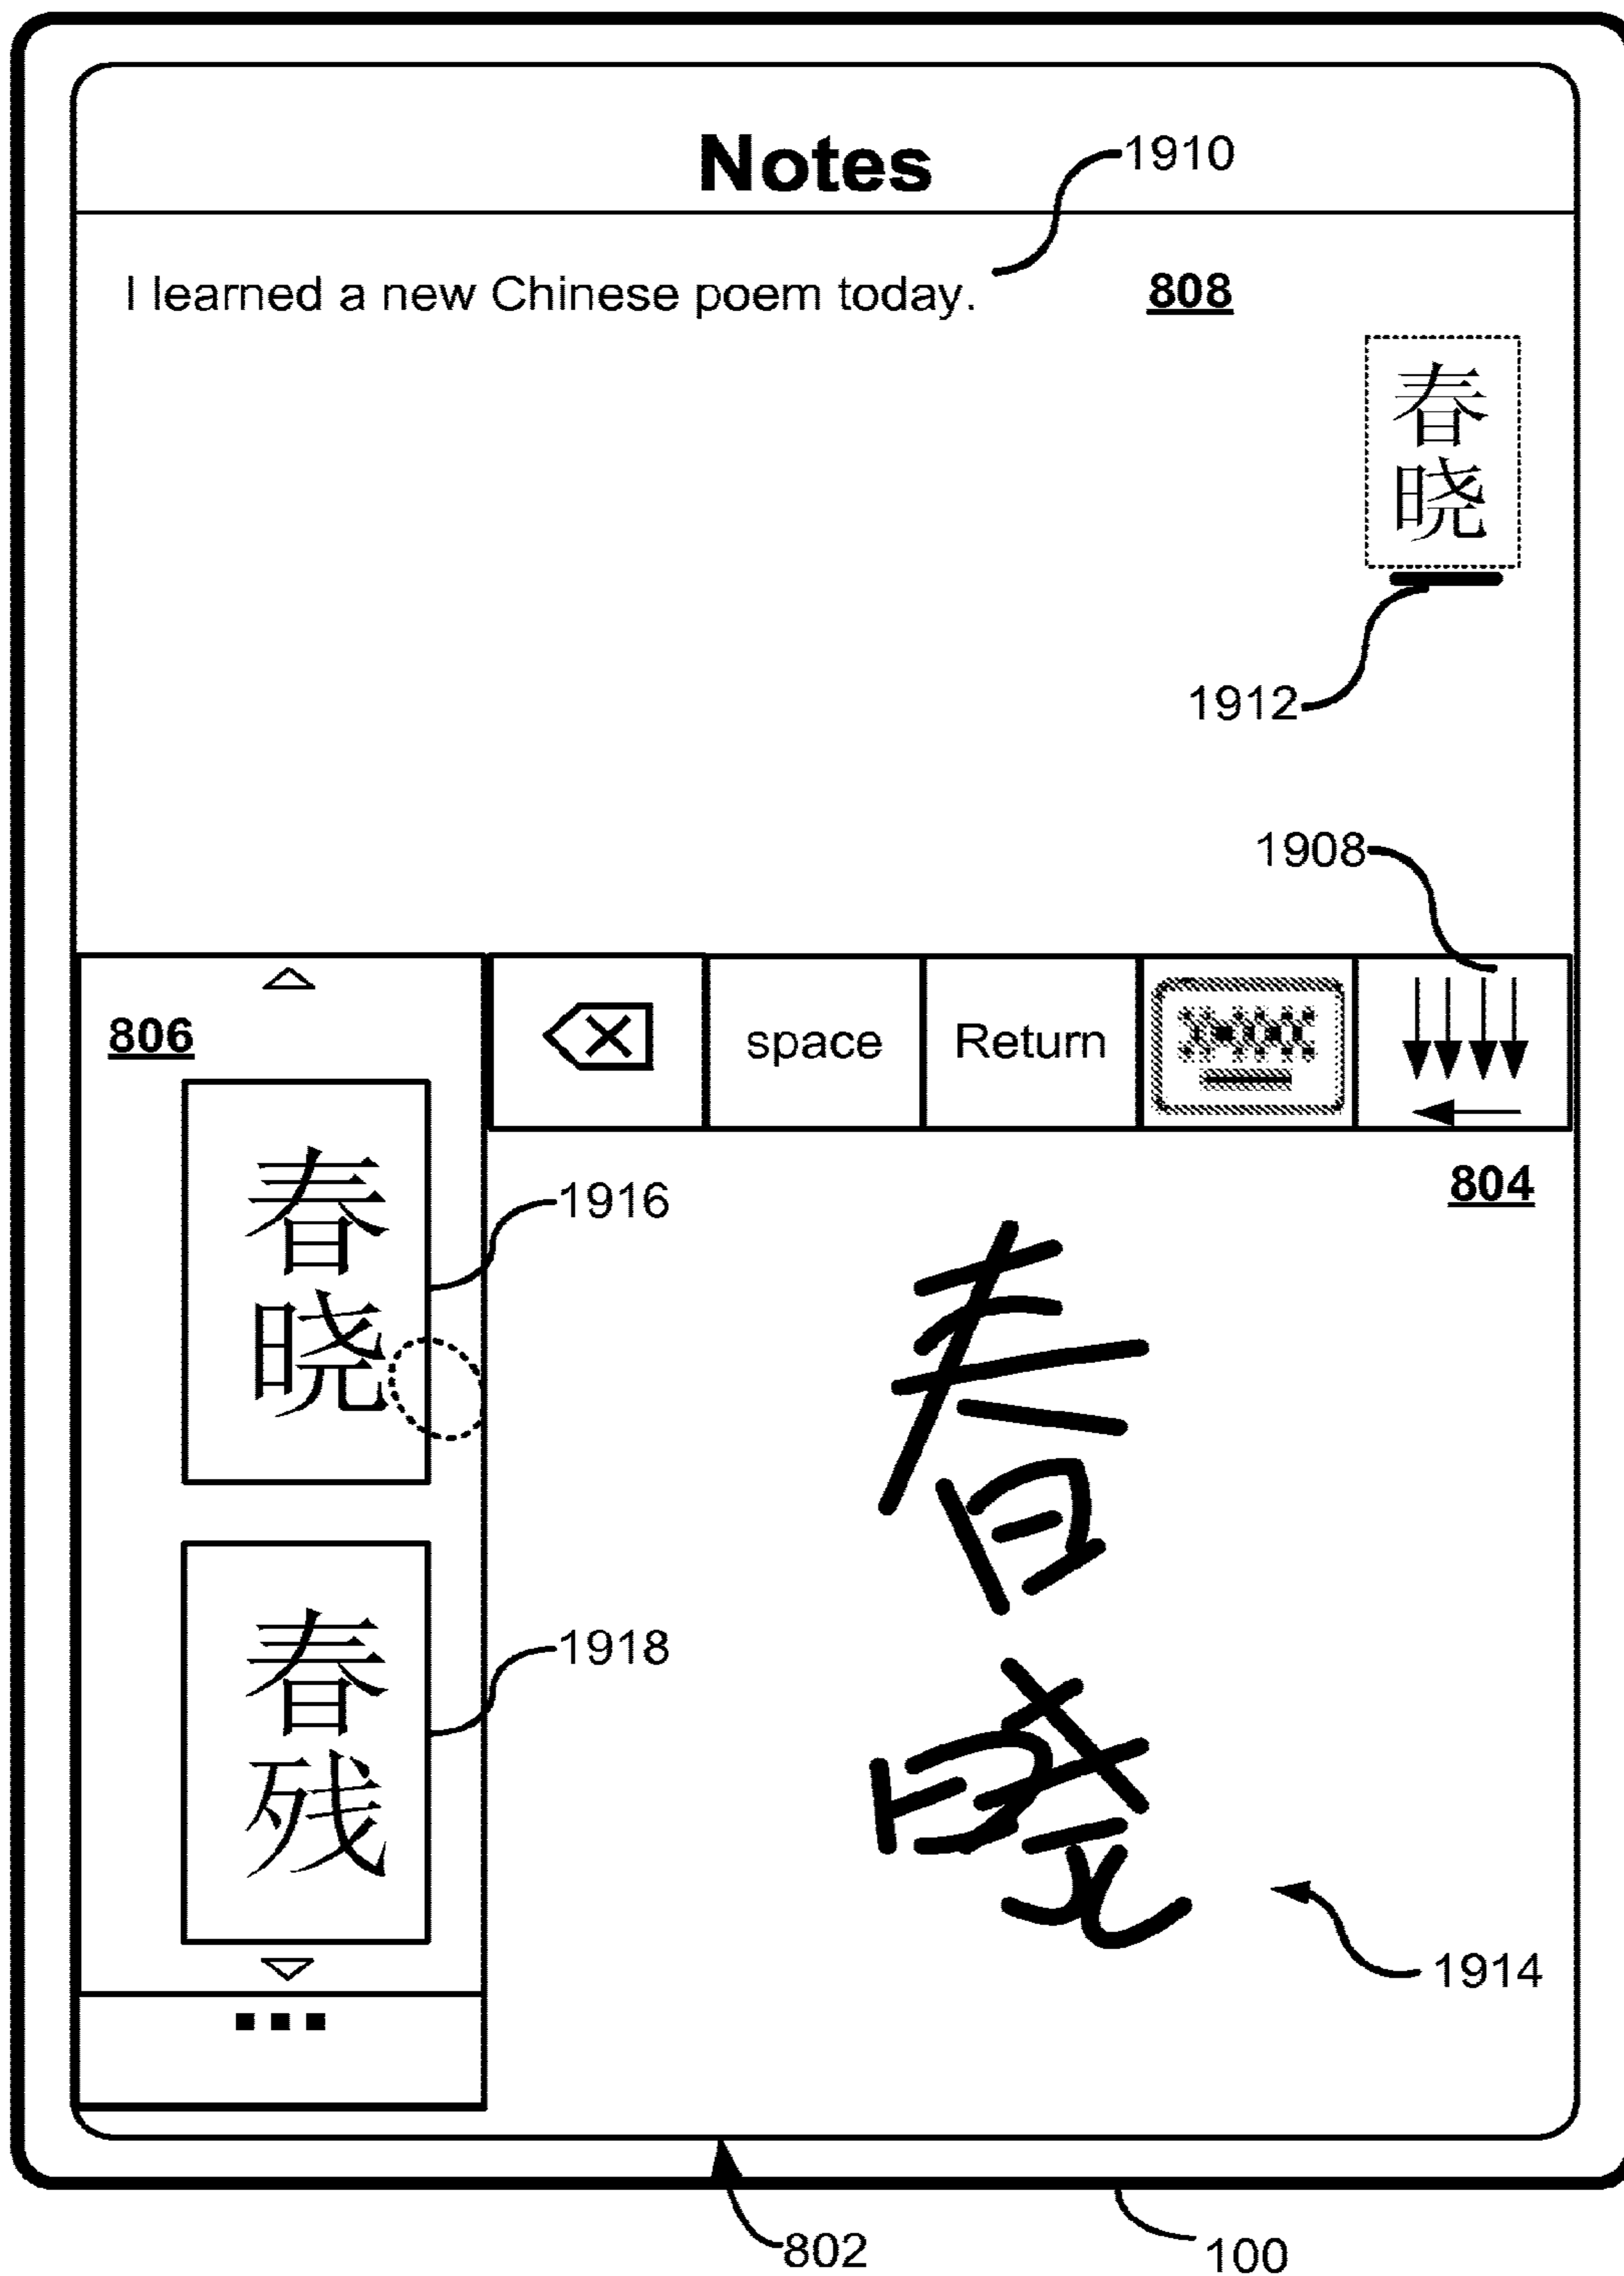 Notes
1910
I learned a new Chinese poem today.
808
春晓
1912
1908
806
space
Return
804
春晓
1916
春晓
春残
1918
1914
802
100